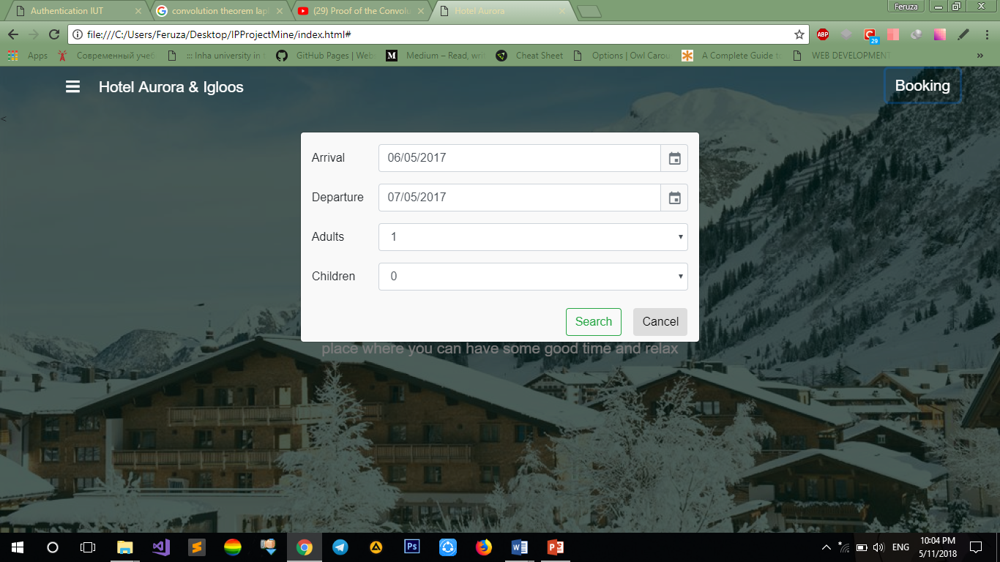 Authentication IUT
convolution theorem lapl
(29) Proof of the Convolu
Hotel Aurora
Feruza
file:///C:/Users/Feruza/Desktop/IPProjectMine/index.html#
ABP
29
Apps
Современный учеб
::: Inha university in t
GitHub Pages | Webs
Medium – Read, writ
Cheat Sheet
Options | Owl Carou
A Complete Guide to
WEB DEVELOPMENT
»
Hotel Aurora & Igloos
Booking
<
Arrival
06/05/2017
Departure
07/05/2017
Adults
1
Children
0
Search
Cancel
place where you can have some good time and relax
Ps
ENG
10:04 PM
5/11/2018